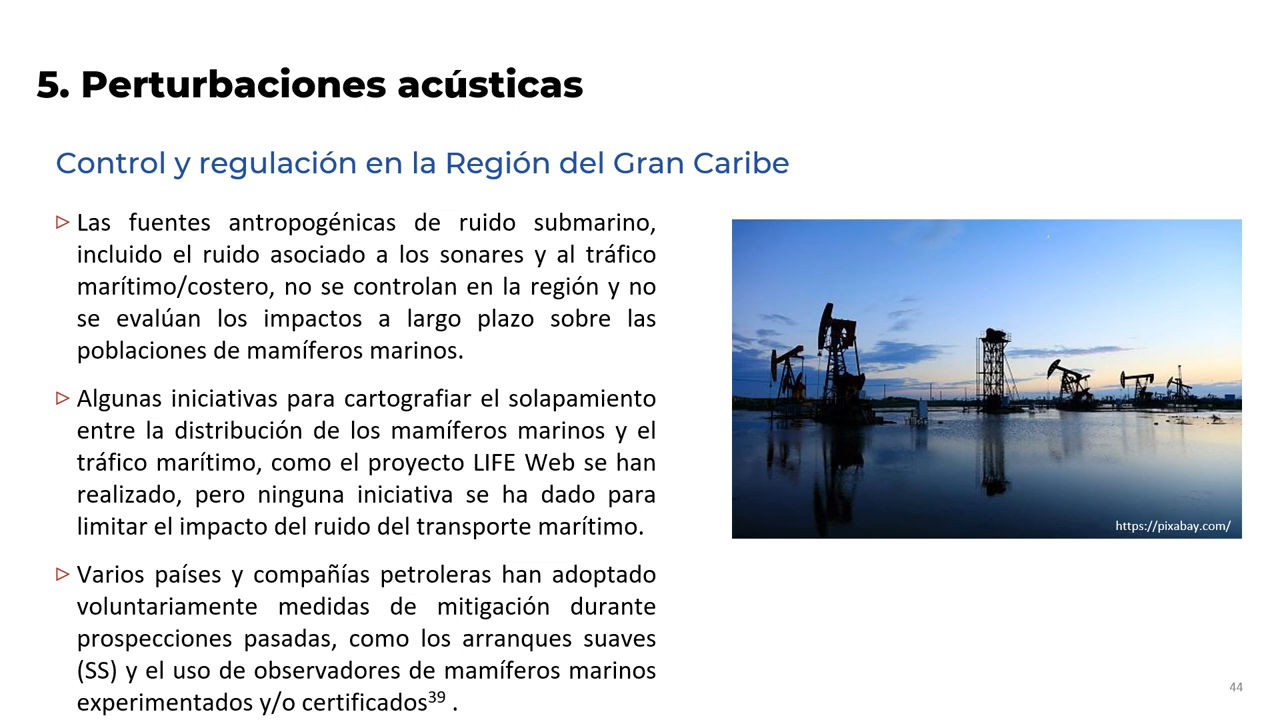 5. Perturbaciones acústicas
Control y regulación en la Región del Gran Caribe
Las fuentes antropogénicas de ruido submarino,
incluido el ruido asociado a los sonares y al tráfico
marítimo/costero, no se controlan en la región y no
se evalúan los impactos a largo plazo sobre las
poblaciones de mamíferos marinos.
Algunas iniciativas para cartografiar el solapamiento
entre la distribución de los mamíferos marinos y el
tráfico marítimo, como el proyecto LIFE Web se han
realizado, pero ninguna iniciativa se ha dado para
limitar el impacto del ruido del transporte marítimo.
Varios países y compañías petroleras han adoptado
voluntariamente medidas de mitigación durante
prospecciones pasadas, como los arranques suaves
(SS) y el uso de observadores de mamíferos marinos
experimentados y/o certificados³⁹ .
https://pixabay.com/
44